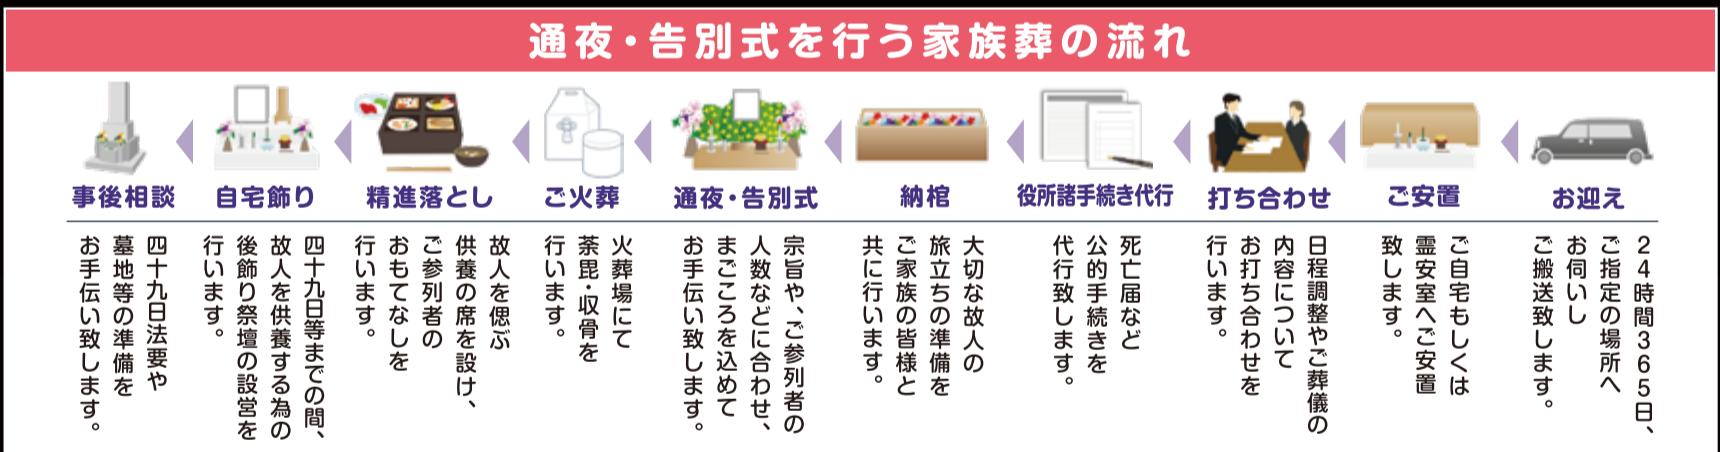 通夜・告別式を行う家族葬の流れ
お迎え
24時間365日、
ご指定の場所へ
お伺いし
ご搬送致します。
ご安置
ご自宅もしくは
霊安室へご安置
致します。
打ち合わせ
日程調整やご葬儀の
内容について
お打ち合わせを
行います。
役所諸手続き代行
死亡届など
公的手続きを
代行致します。
納棺
大切な故人の
旅立ちの準備を
ご家族の皆様と
共に行います。
通夜・告別式
宗旨や、ご参列者の
人数などに合わせ、
まごころを込めて
お手伝い致します。
ご火葬
火葬場にて
荼毘・収骨を
行います。
精進落とし
故人を偲ぶ
供養の席を設け、
ご参列者の
おもてなしを
行います。
自宅飾り
四十九日等までの間、
故人を供養する為の
後飾り祭壇の設営を
行います。
事後相談
四十九日法要や
墓地等の準備を
お手伝い致します。